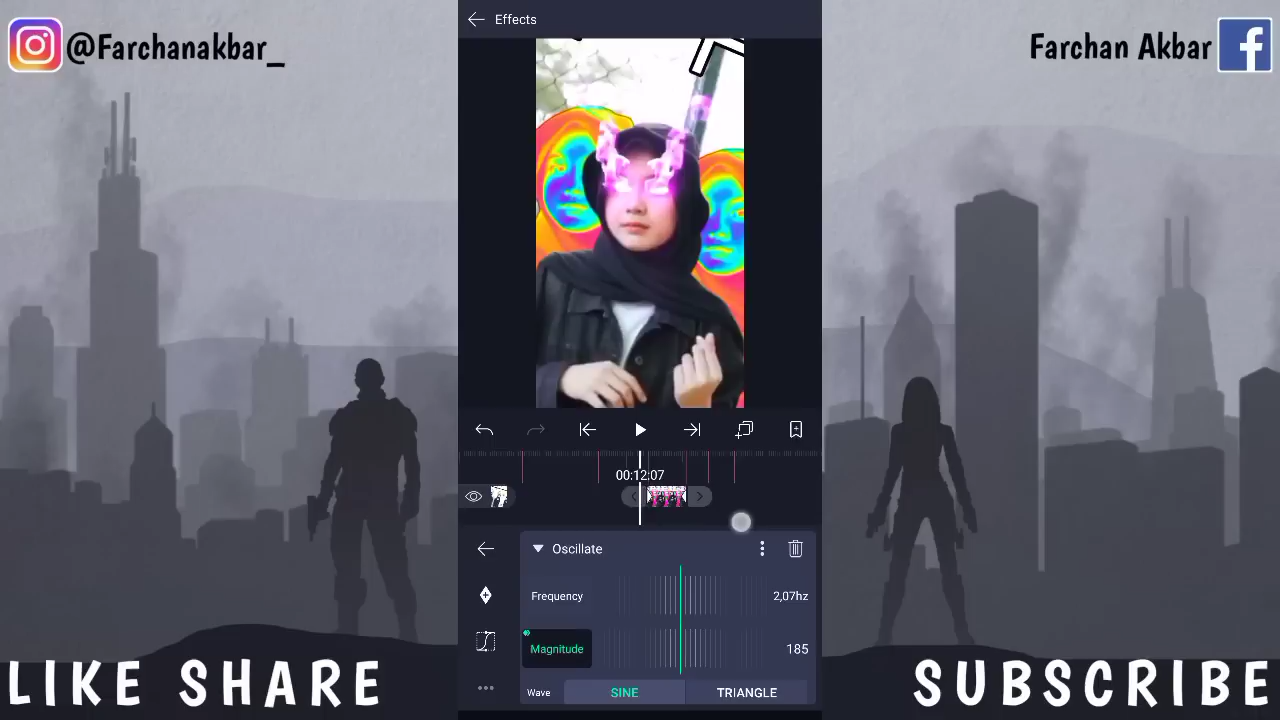 @Farchanakbar_
Effects
Farchan Akbar
00:12:07
Oscillate
Frequency
2,07hz
Magnitude
185
Wave
SINE
TRIANGLE
LIKE SHARE
SUBSCRIBE